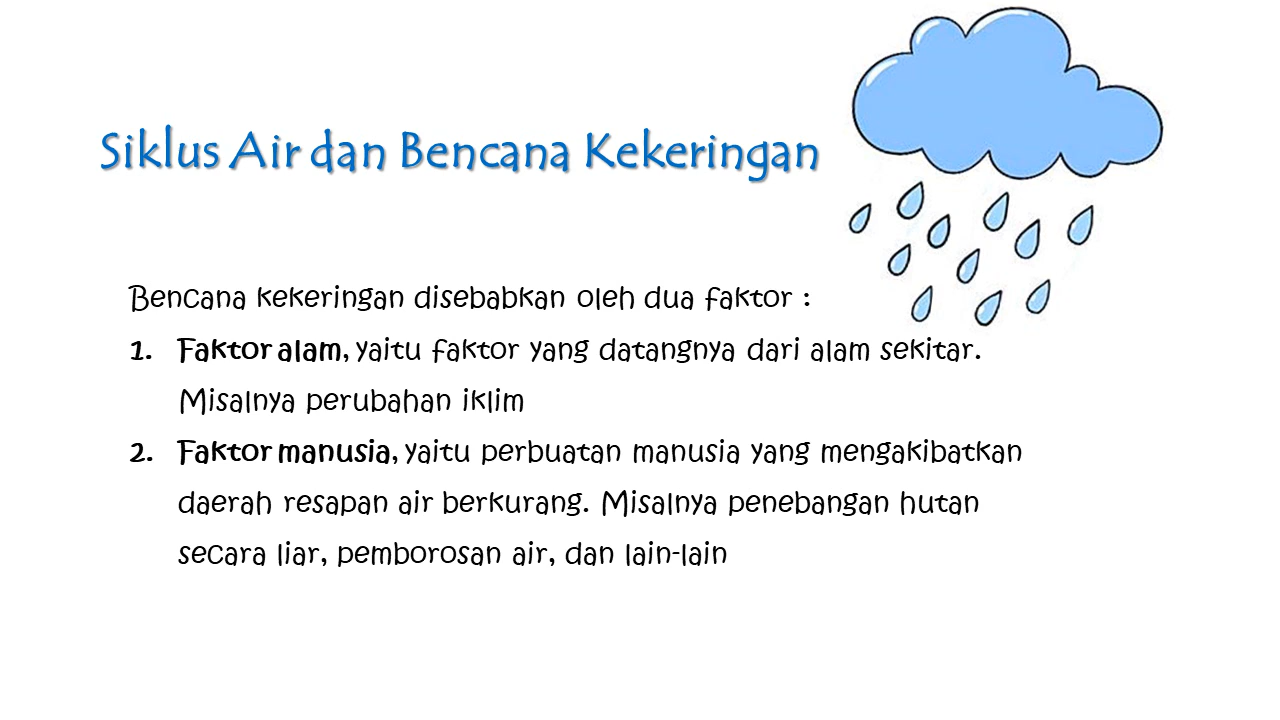 Siklus Air dan Bencana Kekeringan
Bencana kekeringan disebabkan oleh dua faktor :
1. Faktor alam, yaitu faktor yang datangnya dari alam sekitar.
Misalnya perubahan iklim
2. Faktor manusia, yaitu perbuatan manusia yang mengakibatkan
daerah resapan air berkurang. Misalnya penebangan hutan
secara liar, pemborosan air, dan lain-lain